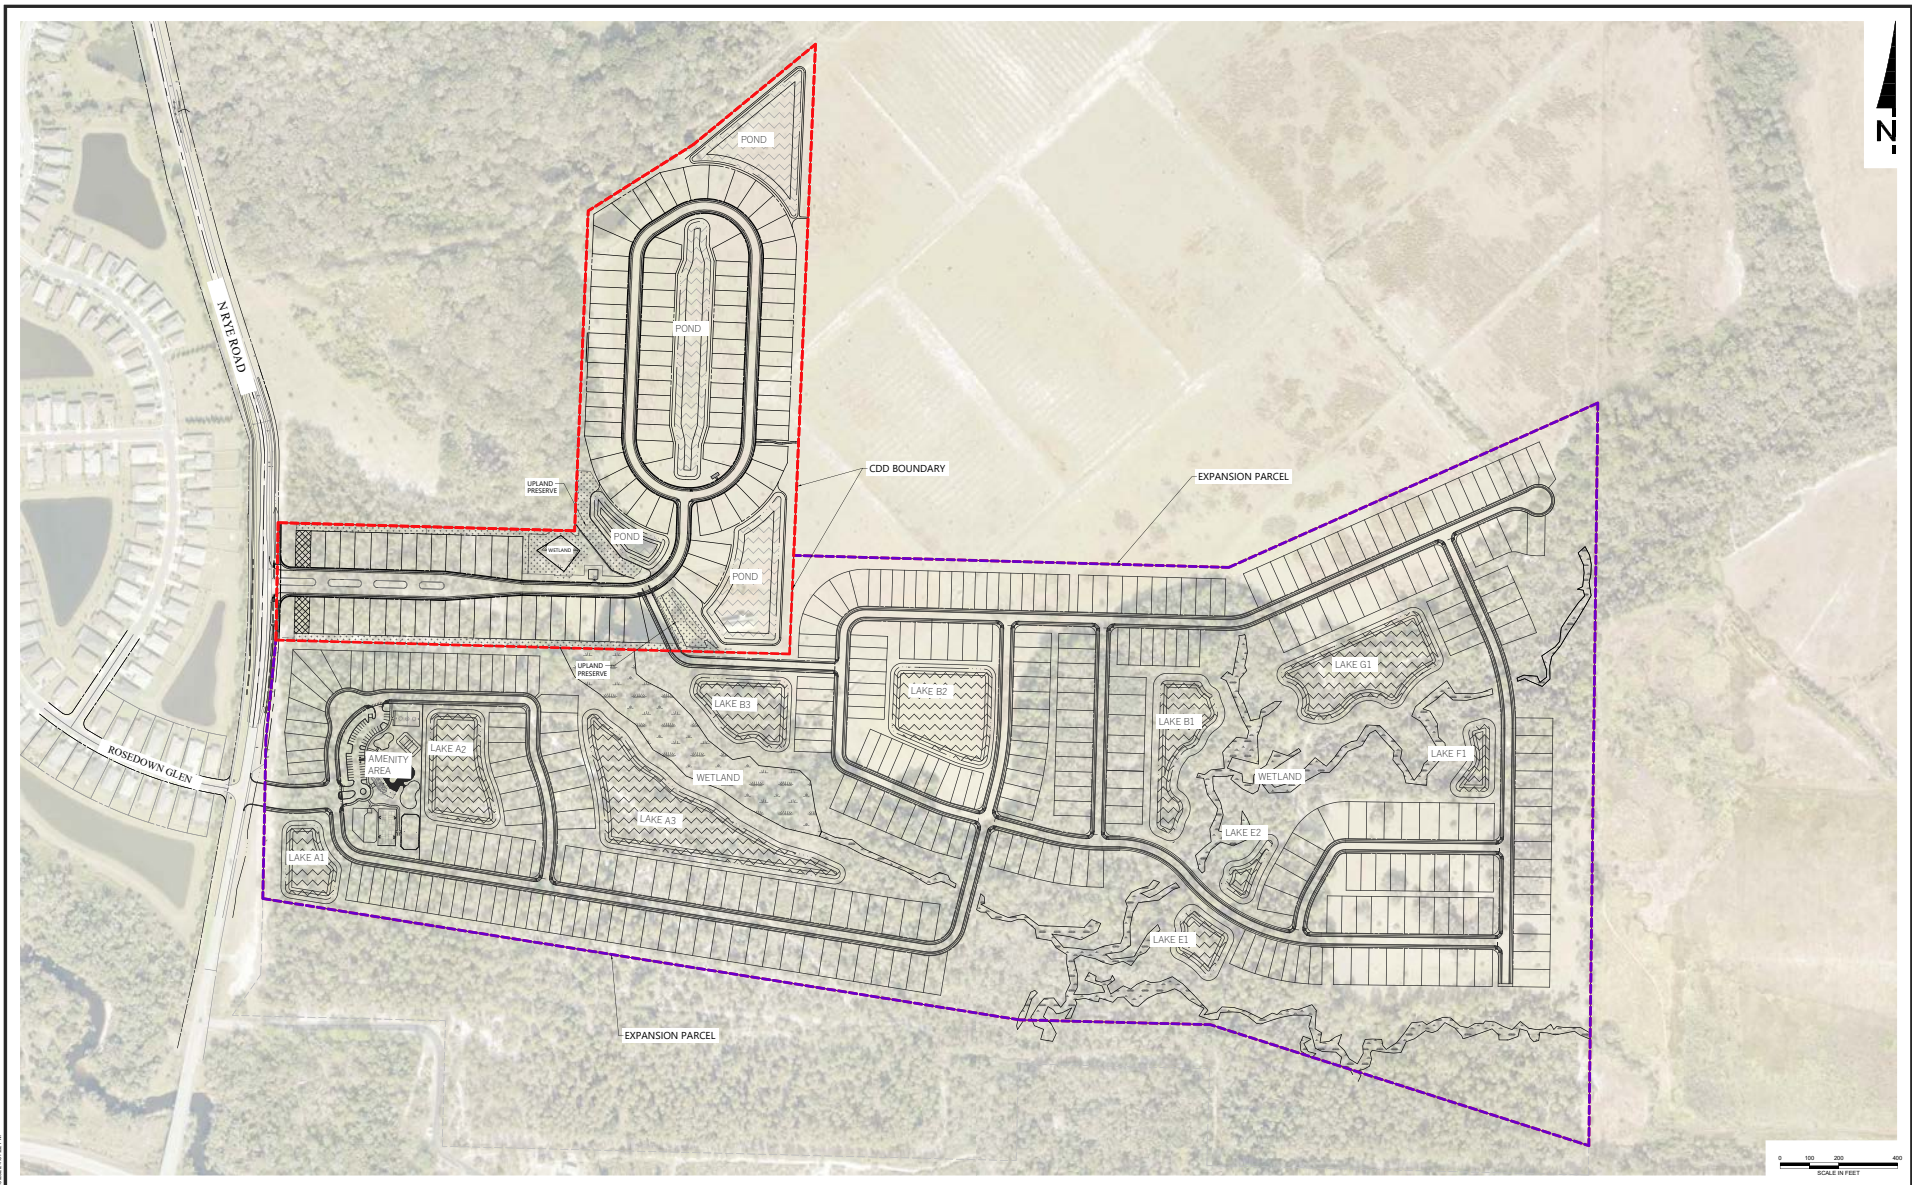 N
POND
N RYE ROAD
POND
CDD BOUNDARY
EXPANSION PARCEL
UPLAND
PRESERVE
POND
WETLAND
POND
UPLAND
PRESERVE
LAKE G1
LAKE B2
LAKE B3
LAKE B1
LAKE A2
ROSEDOWN GLEN
AMENITY
AREA
LAKE F1
WETLAND
WETLAND
LAKE A3
LAKE E2
LAKE A1
LAKE E1
EXPANSION PARCEL
0 100 200 400
SCALE IN FEET